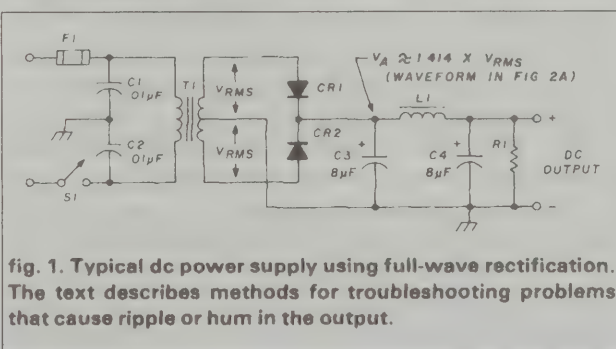 F1
C1
.01µF
C2
.01µF
S1
T1
VRMS
VRMS
CR1
CR2
VA ≈ 1.414 X VRMS
(WAVEFORM IN FIG 2A)
L1
+
C3
8µF
+
C4
8µF
R1
+
DC
OUTPUT
−
fig. 1. Typical dc power supply using full-wave rectification.
The text describes methods for troubleshooting problems
that cause ripple or hum in the output.